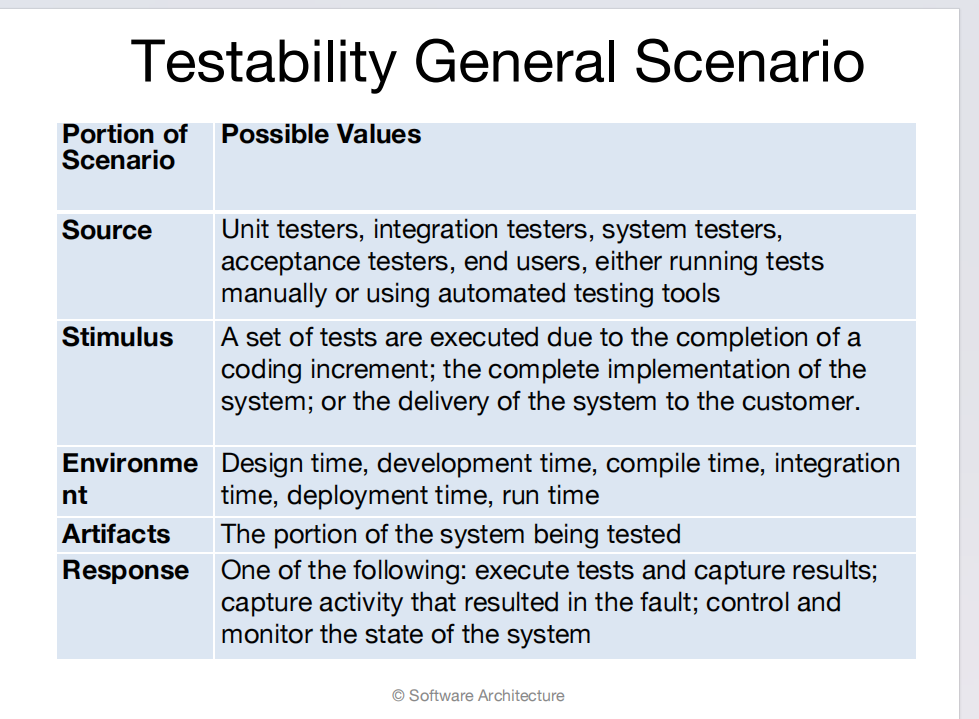 Testability General Scenario
Portion of
Scenario
Possible Values
Source
Unit testers, integration testers, system testers,
acceptance testers, end users, either running tests
manually or using automated testing tools
Stimulus
A set of tests are executed due to the completion of a
coding increment; the complete implementation of the
system; or the delivery of the system to the customer.
Environme
nt
Design time, development time, compile time, integration
time, deployment time, run time
Artifacts
The portion of the system being tested
Response
One of the following: execute tests and capture results;
capture activity that resulted in the fault; control and
monitor the state of the system
© Software Architecture